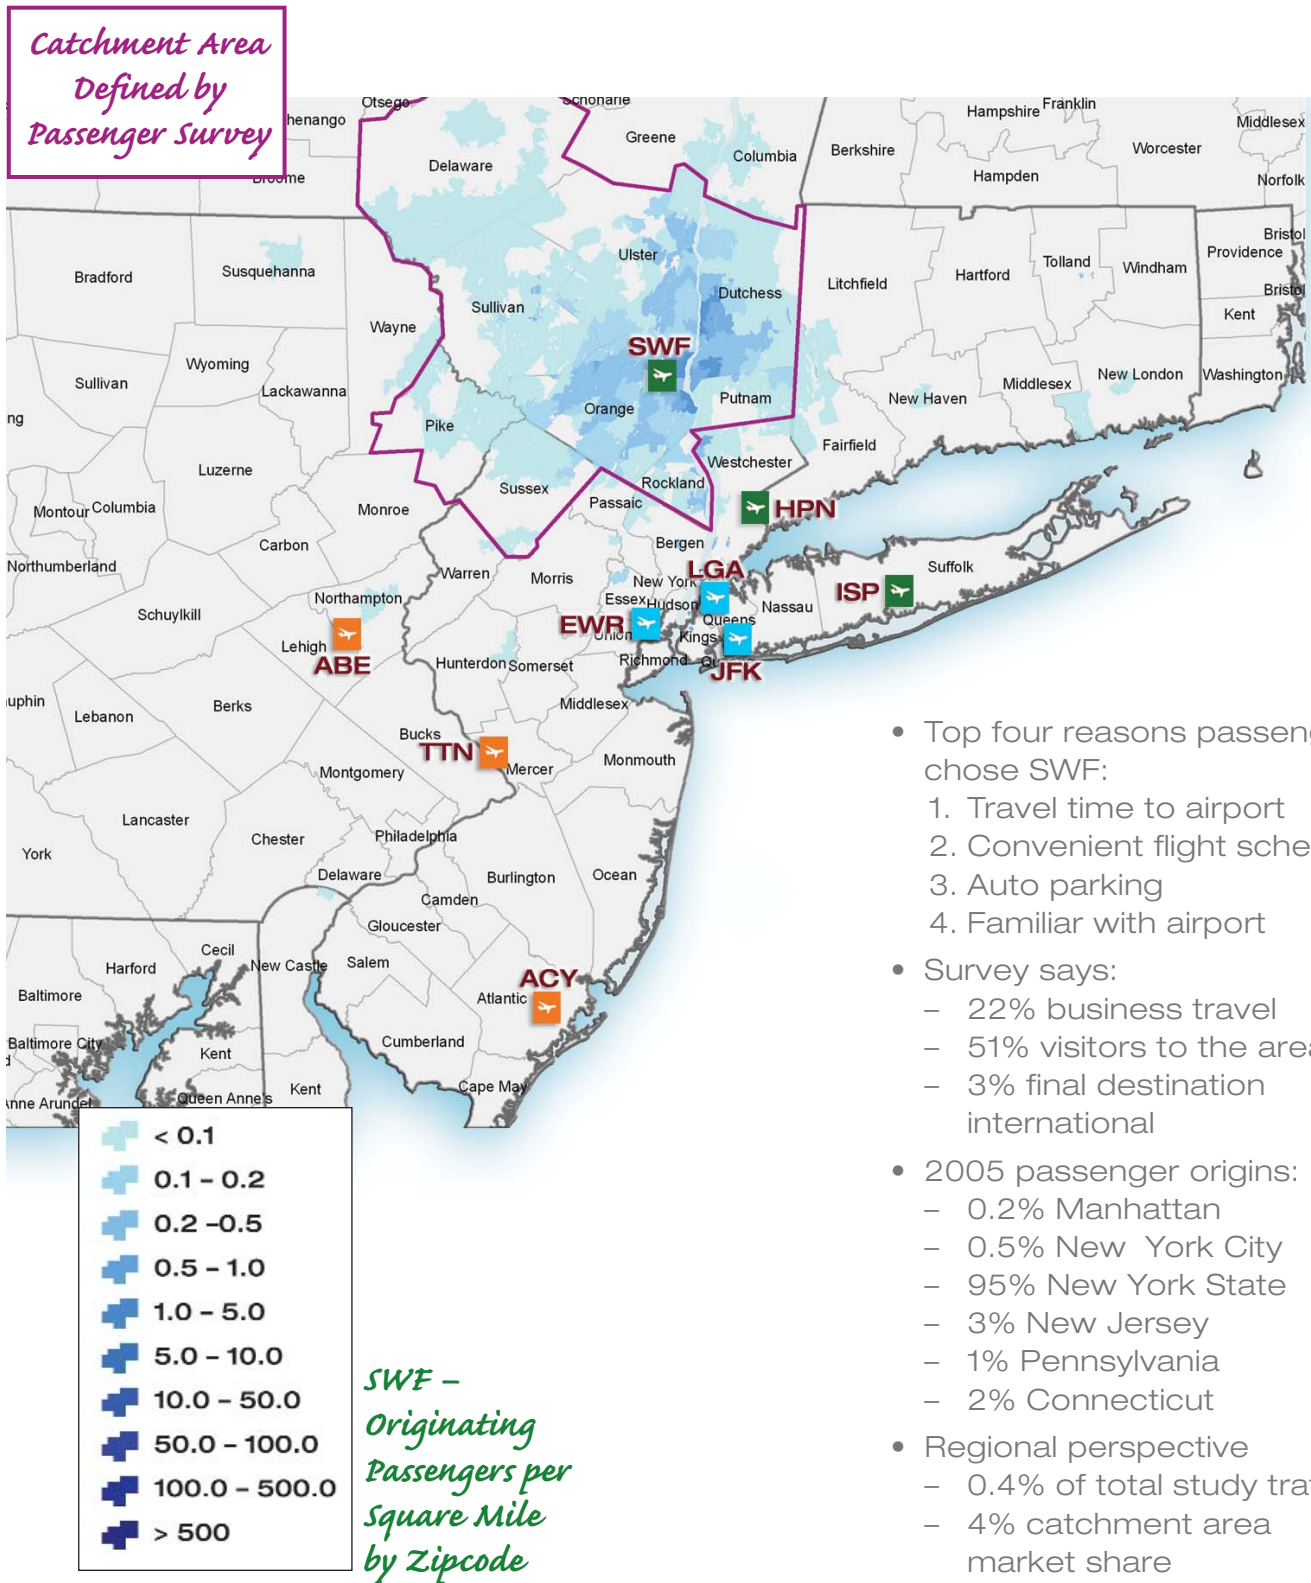 Catchment Area
Defined by
Passenger Survey
Otsego
Schoharie
Franklin
Hampshire
Middlesex
henango
Greene
Worcester
Columbia
Berkshire
Delaware
Hampden
Broome
Norfolk
Bristol
Ulster
Providence
Tolland
Windham
Susquehanna
Hartford
Bradford
Litchfield
Dutchess
Bristol
Sullivan
Kent
Wayne
SWF
Wyoming
New London
Washington
Sullivan
Middlesex
Lackawanna
Putnam
New Haven
Orange
ng
Pike
Fairfield
Westchester
Luzerne
Rockland
Sussex
Passaic
Montour
Columbia
Monroe
HPN
Bergen
Carbon
Northumberland
LGA
Suffolk
Warren
Morris
New York
ISP
Northampton
Essex
Hudson
Nassau
Schuylkill
Queens
EWR
Union
Kings
Lehigh
ABE
Hunterdon
Somerset
Richmond
JFK
auphin
Berks
Middlesex
Lebanon
Bucks
TTN
Mercer
Monmouth
Montgomery
Lancaster
Chester
Philadelphia
York
Delaware
Burlington
Ocean
Camden
Gloucester
Cecil
Harford
New Castle
Salem
ACY
Baltimore
Atlantic
Baltimore City
Cumberland
Kent
Kent
Cape May
Anne Arundel
Queen Anne's
< 0.1
0.1 – 0.2
0.2 –0.5
0.5 – 1.0
1.0 – 5.0
5.0 – 10.0
10.0 – 50.0
50.0 – 100.0
100.0 – 500.0
> 500
SWF –
Originating
Passengers per
Square Mile
by Zipcode
• Top four reasons passeng
chose SWF:
1. Travel time to airport
2. Convenient flight sche
3. Auto parking
4. Familiar with airport
• Survey says:
– 22% business travel
– 51% visitors to the area
– 3% final destination
international
• 2005 passenger origins:
– 0.2% Manhattan
– 0.5% New York City
– 95% New York State
– 3% New Jersey
– 1% Pennsylvania
– 2% Connecticut
• Regional perspective
– 0.4% of total study traf
– 4% catchment area
market share